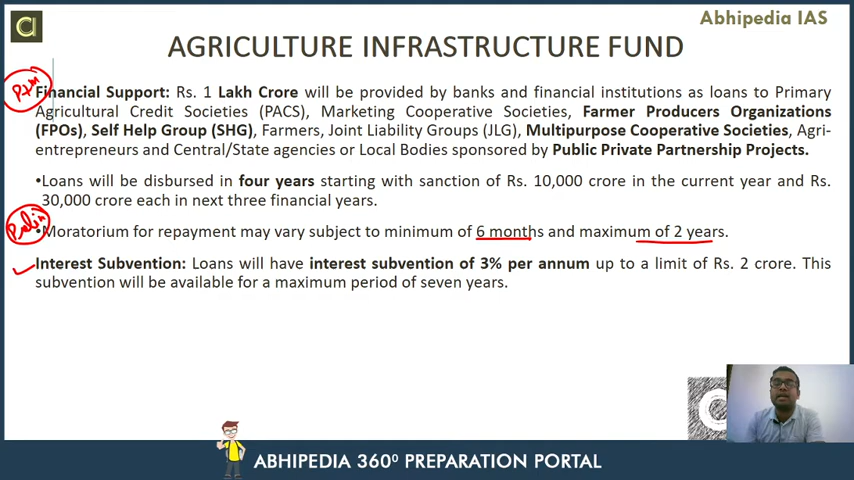 Abhipedia IAS
AGRICULTURE INFRASTRUCTURE FUND
Financial Support: Rs. 1 Lakh Crore will be provided by banks and financial institutions as loans to Primary
Agricultural Credit Societies (PACS), Marketing Cooperative Societies, Farmer Producers Organizations
(FPOs), Self Help Group (SHG), Farmers, Joint Liability Groups (JLG), Multipurpose Cooperative Societies, Agri-
entrepreneurs and Central/State agencies or Local Bodies sponsored by Public Private Partnership Projects.
•Loans will be disbursed in four years starting with sanction of Rs. 10,000 crore in the current year and Rs.
30,000 crore each in next three financial years.
•Moratorium for repayment may vary subject to minimum of 6 months and maximum of 2 years.
Interest Subvention: Loans will have interest subvention of 3% per annum up to a limit of Rs. 2 crore. This
subvention will be available for a maximum period of seven years.
ABHIPEDIA 360⁰ PREPARATION PORTAL